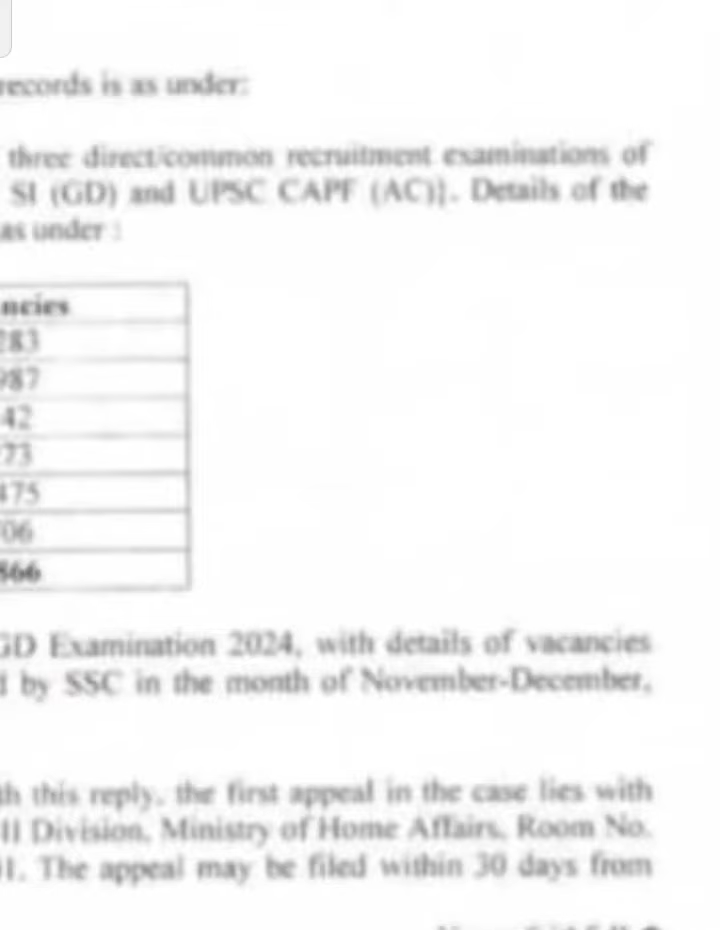 records is as under:
three direct/common recruitment examinations of
SI (GD) and UPSC CAPF (AC)}. Details of the
as under :
ncies
283
987
42
73
475
06
866
GD Examination 2024, with details of vacancies
by SSC in the month of November-December,
this reply, the first appeal in the case lies with
II Division, Ministry of Home Affairs, Room No.
The appeal may be filed within 30 days from